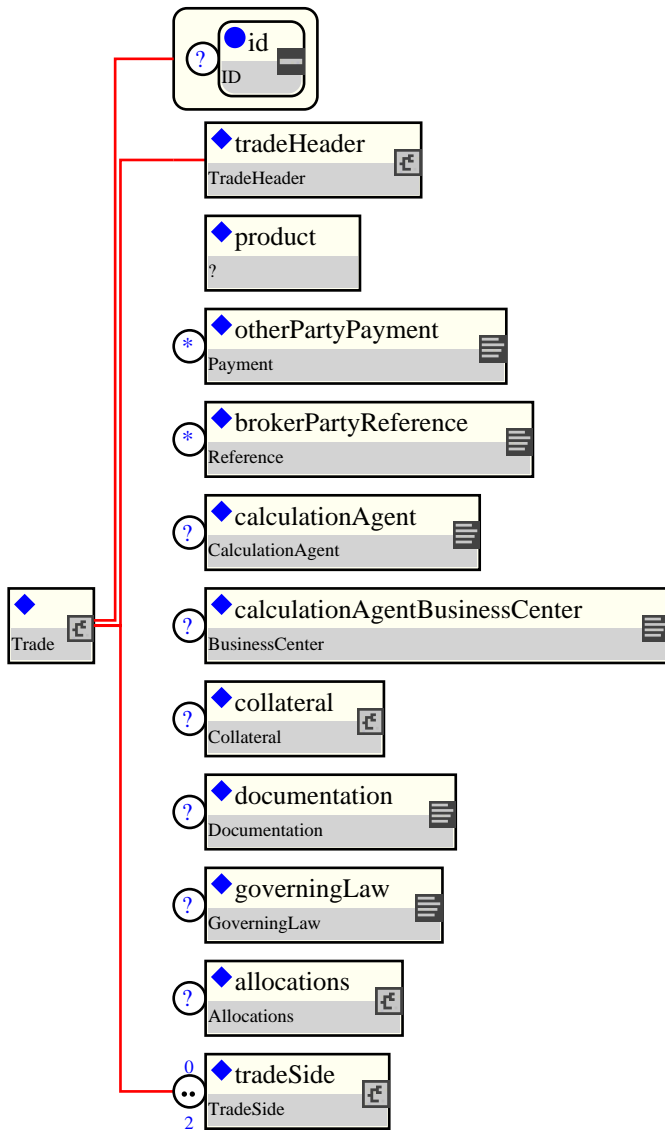 id
?
ID
tradeHeader
TradeHeader
product
?
*
otherPartyPayment
Payment
*
brokerPartyReference
Reference
?
calculationAgent
CalculationAgent
Trade
?
calculationAgentBusinessCenter
BusinessCenter
?
collateral
Collateral
?
documentation
Documentation
?
governingLaw
GoverningLaw
?
allocations
Allocations
0
..
2
tradeSide
TradeSide